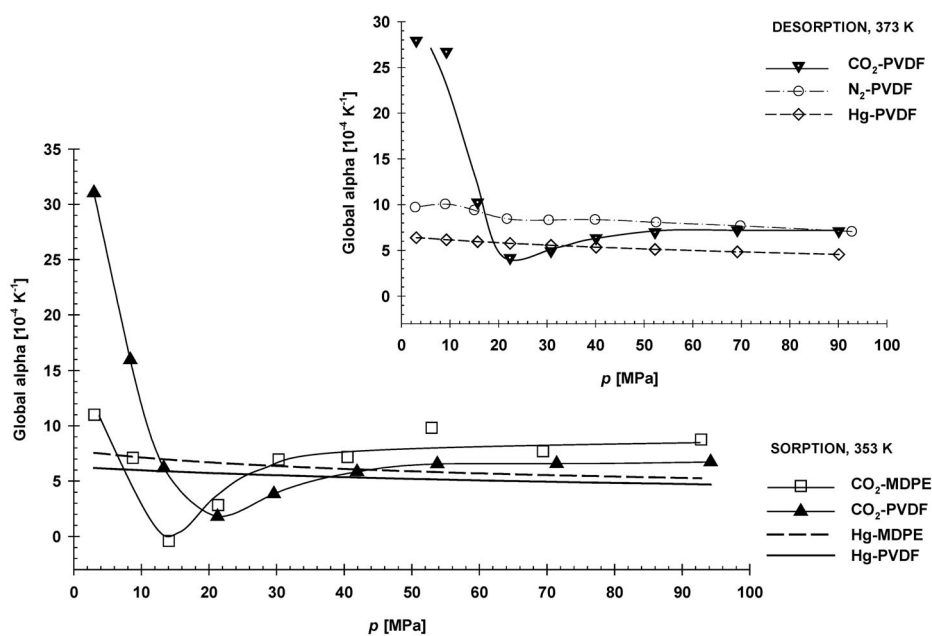 DESORPTION, 373 K
CO₂-PVDF
N₂-PVDF
Hg-PVDF
Global alpha [10⁻⁴ K⁻¹]
30
25
20
15
10
5
0
0 10 20 30 40 50 60 70 80 90 100
p [MPa]
Global alpha [10⁻⁴ K⁻¹]
35
30
25
20
15
10
5
0
0 10 20 30 40 50 60 70 80 90 100
p [MPa]
SORPTION, 353 K
CO₂-MDPE
CO₂-PVDF
Hg-MDPE
Hg-PVDF